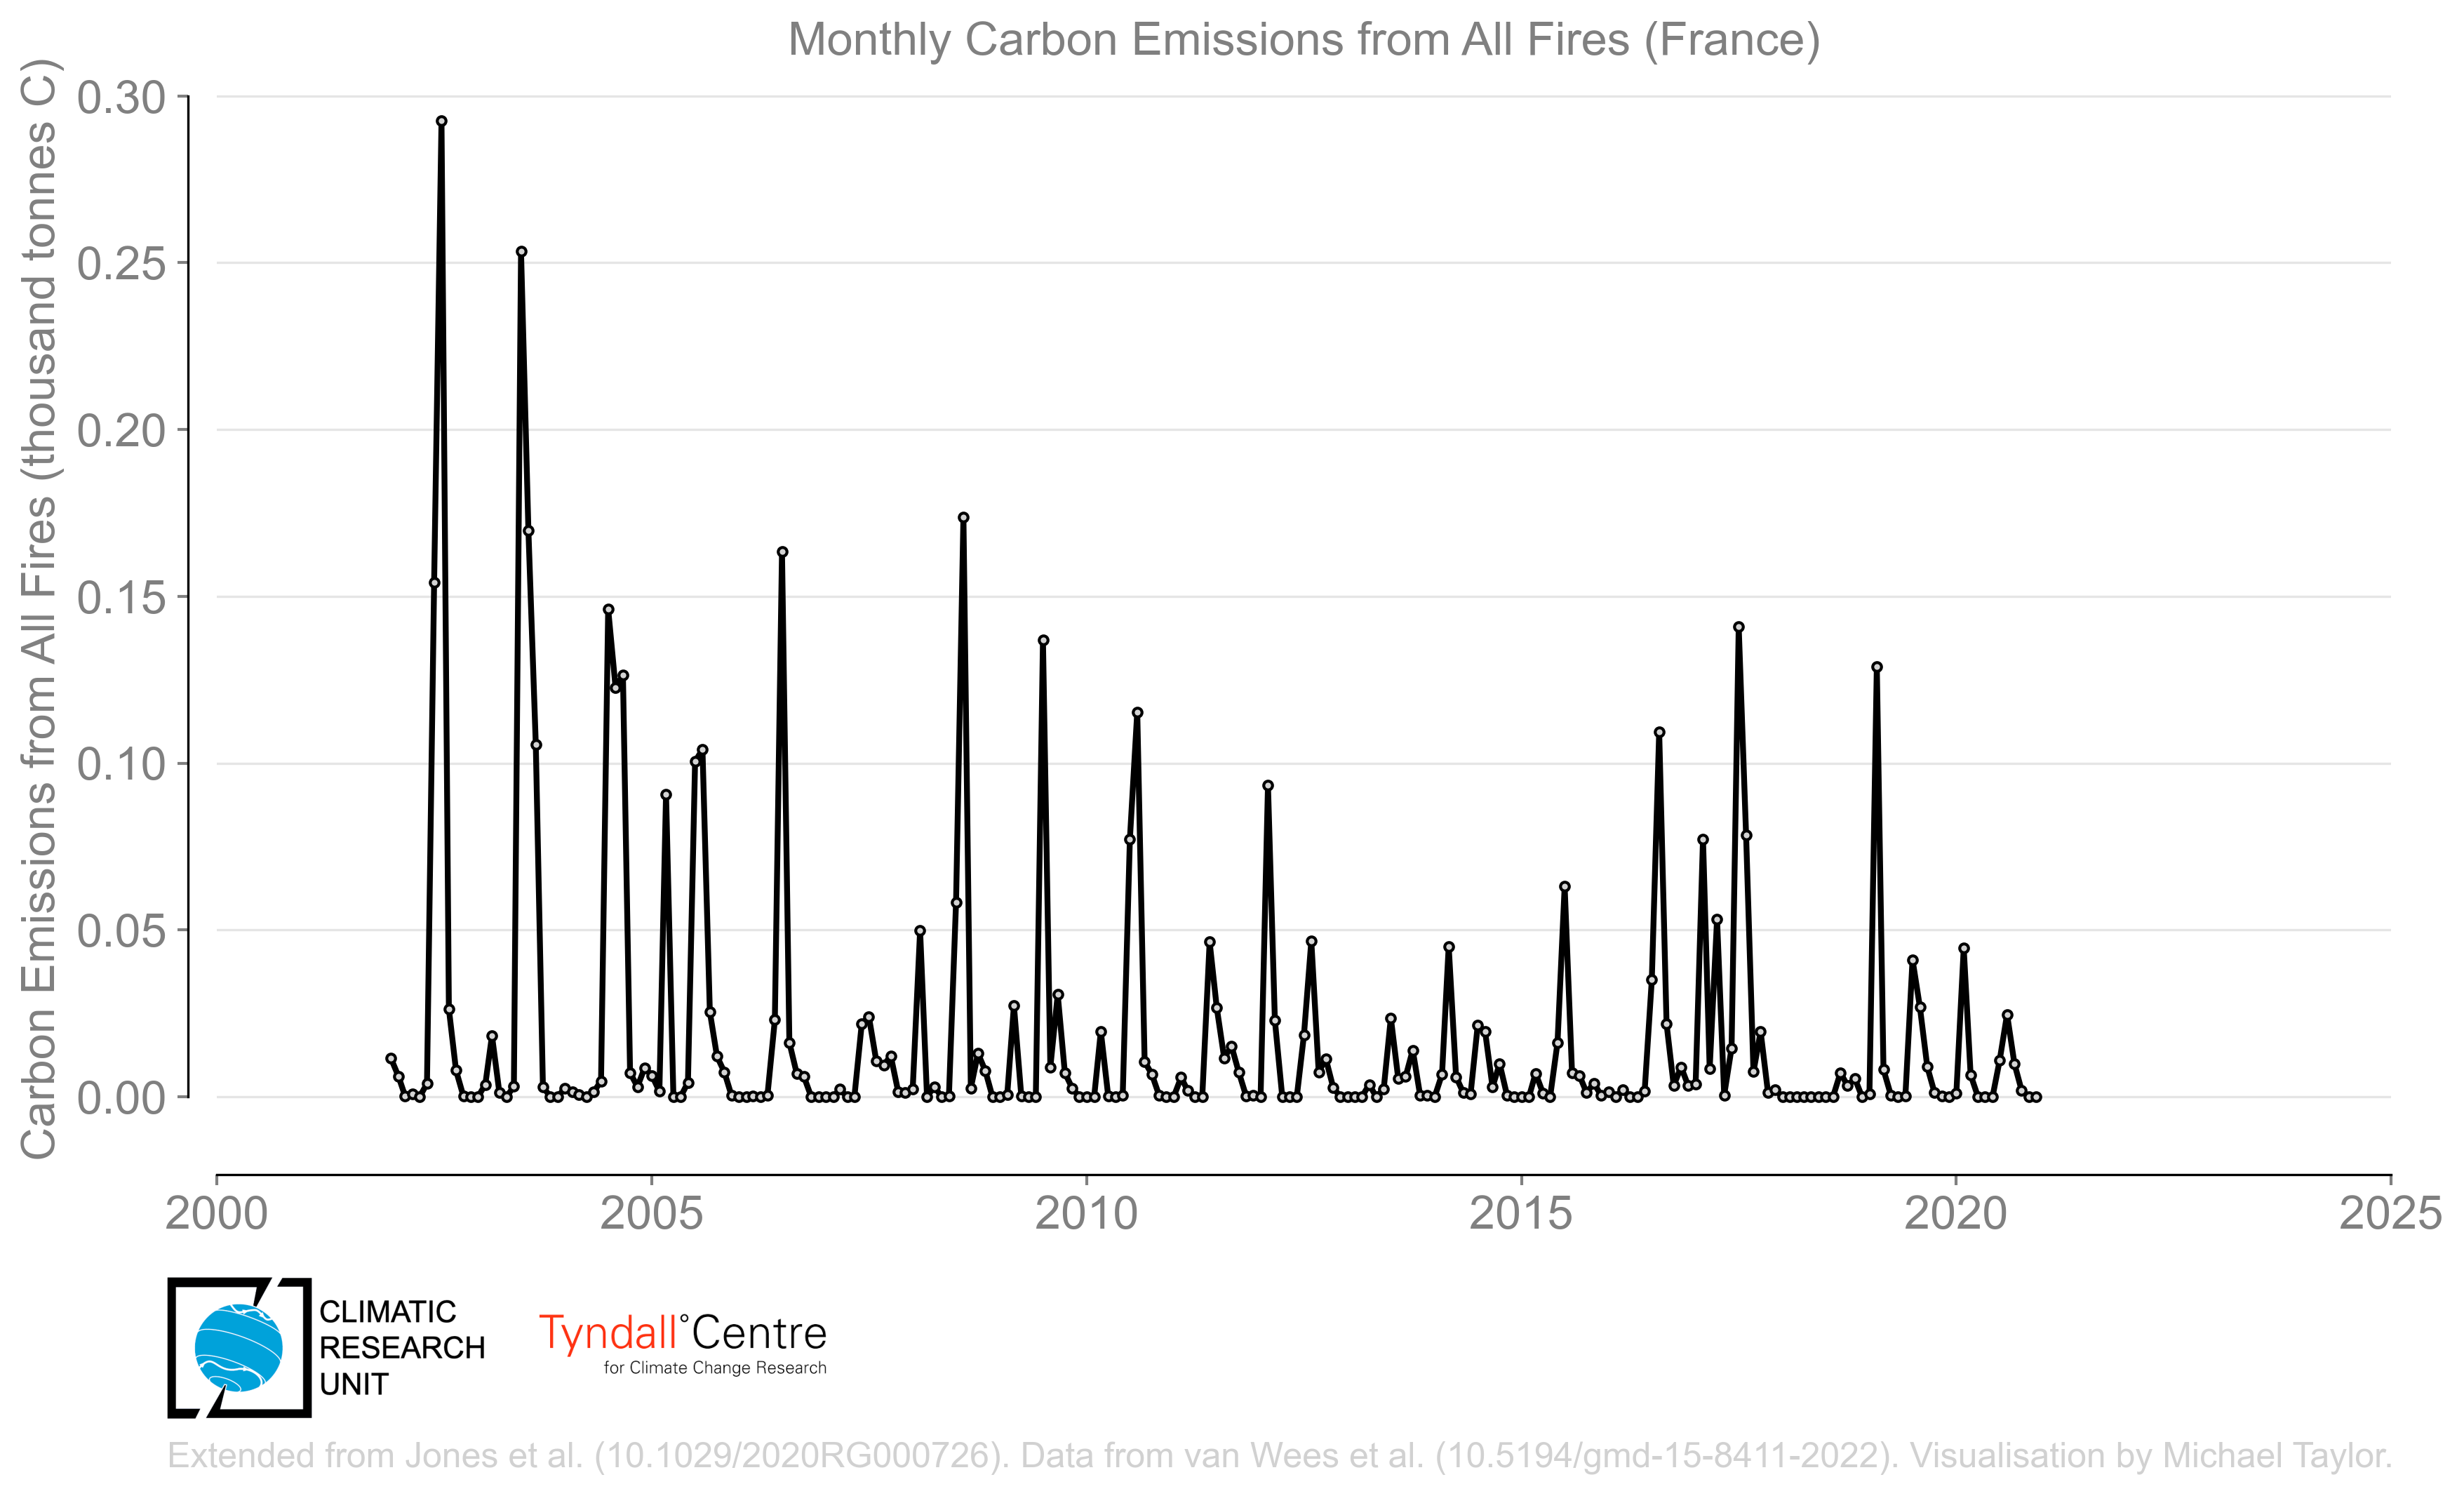 Monthly Carbon Emissions from All Fires (France)
Carbon Emissions from All Fires (thousand tonnes C)
0.30
0.25
0.20
0.15
0.10
0.05
0.00
2000 2005 2010 2015 2020 2025
CLIMATIC
RESEARCH
UNIT
Tyndall°Centre
for Climate Change Research
Extended from Jones et al. (10.1029/2020RG000726). Data from van Wees et al. (10.5194/gmd-15-8411-2022). Visualisation by Michael Taylor.